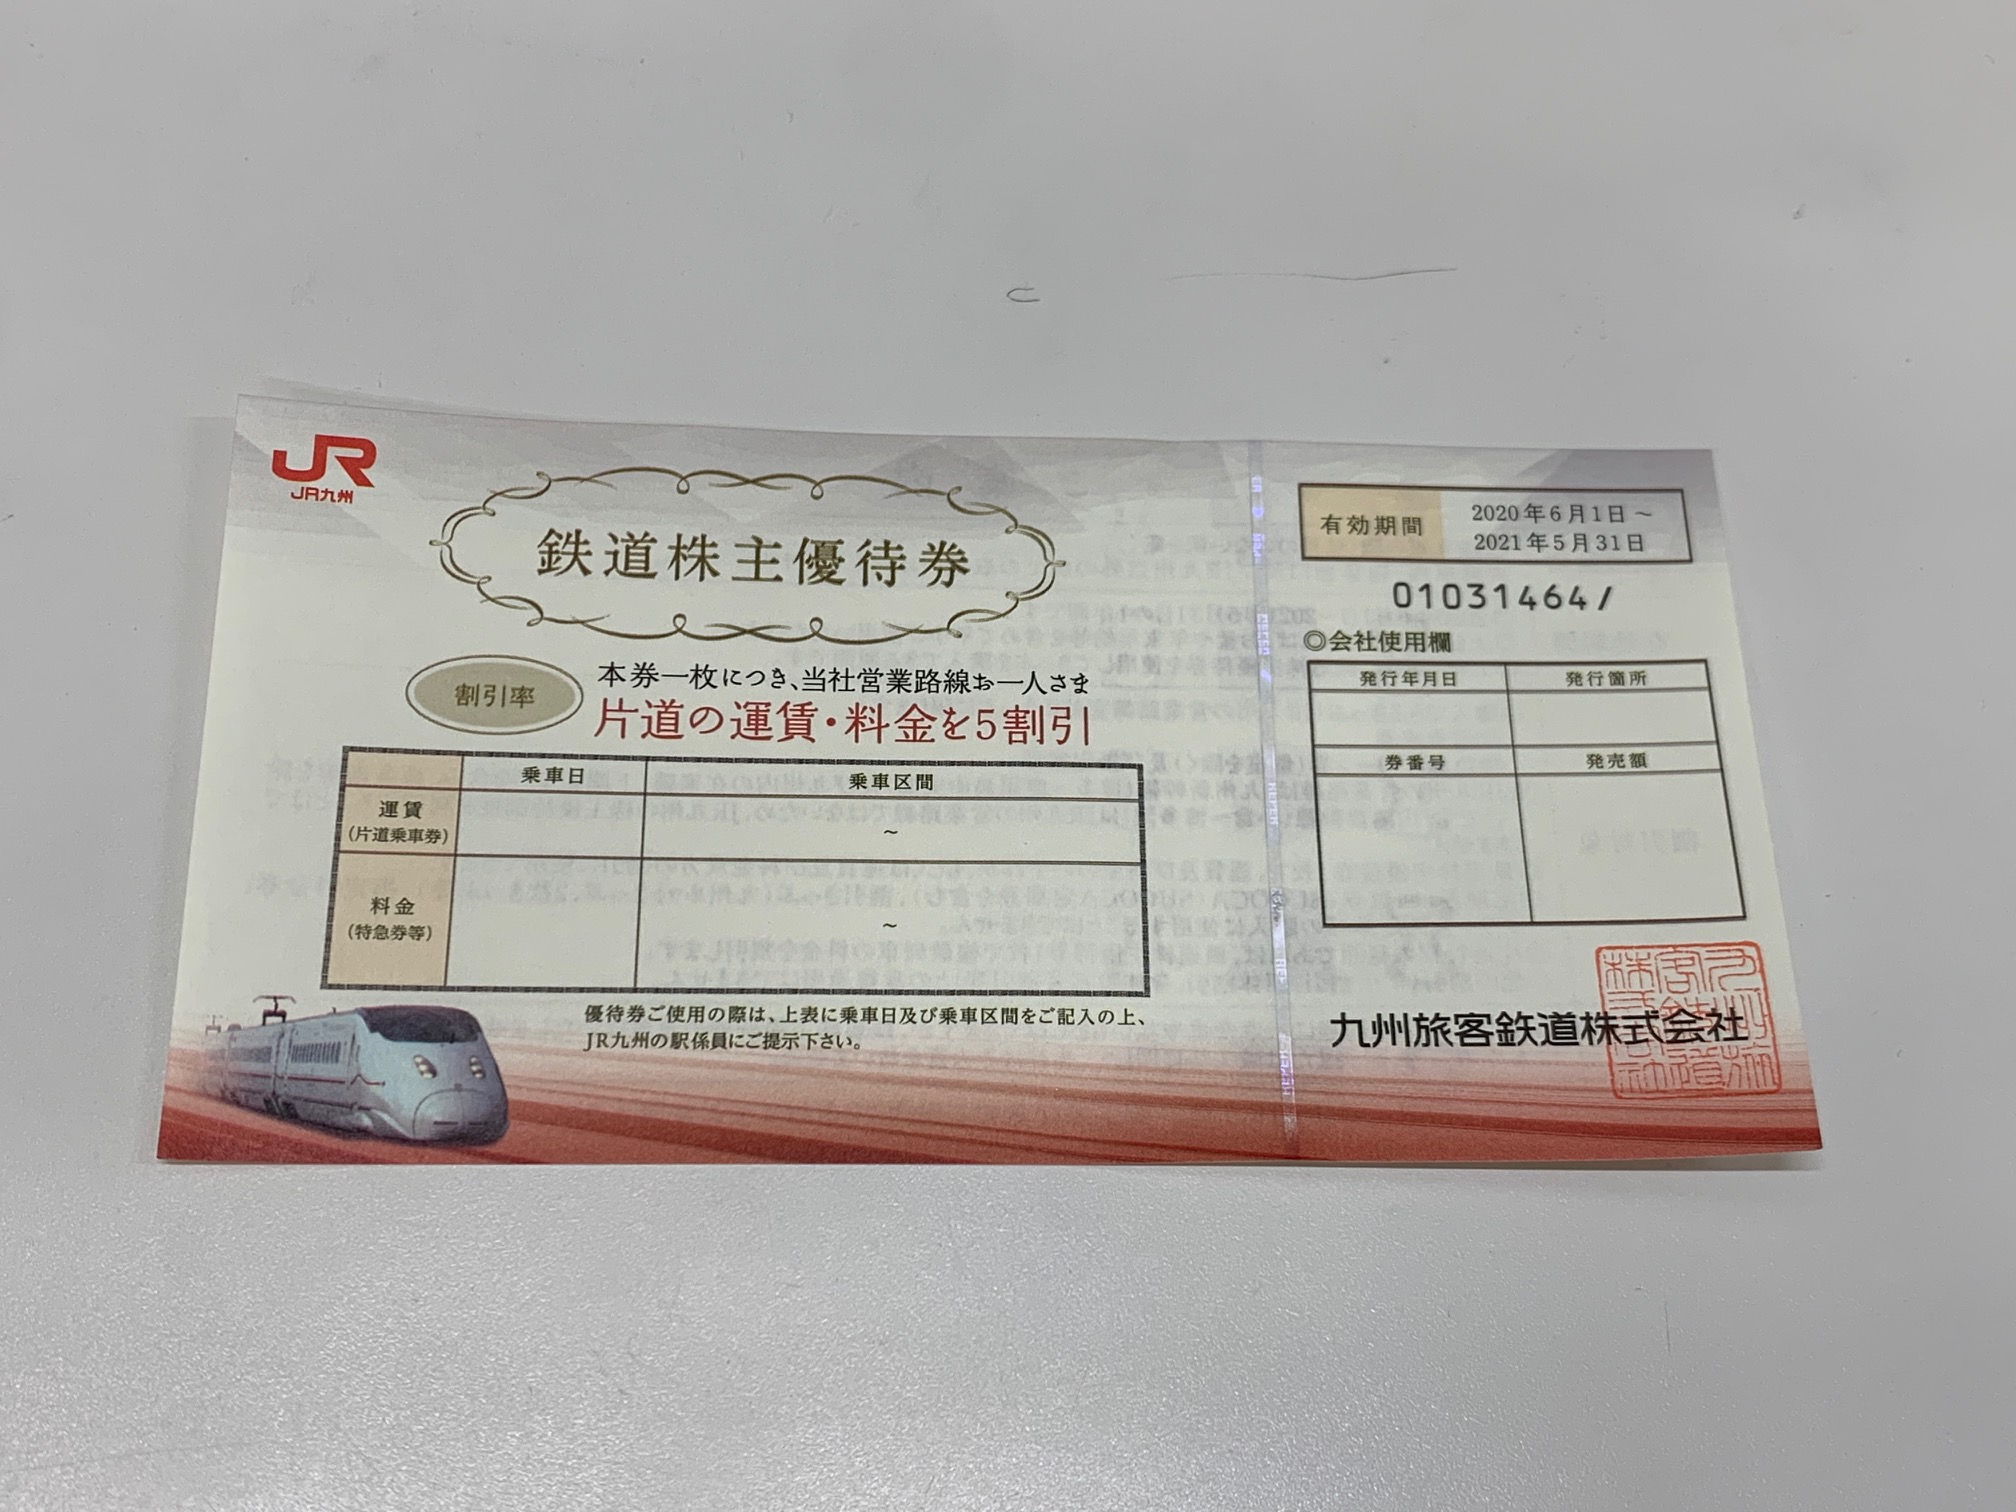 JR
JR九州
鉄道株主優待券
割引率
本券一枚につき、当社営業路線お一人さま
片道の運賃・料金を5割引
乗車日
乗車区間
運賃
(片道乗車券)
～
料金
(特急券等)
～
優待券ご使用の際は、上表に乗車日及び乗車区間をご記入の上、
JR九州の駅係員にご提示下さい。
有効期間
2020年6月1日～
2021年5月31日
01031464/
◎会社使用欄
発行年月日
発行箇所
券番号
発売額
九州旅客鉄道株式会社